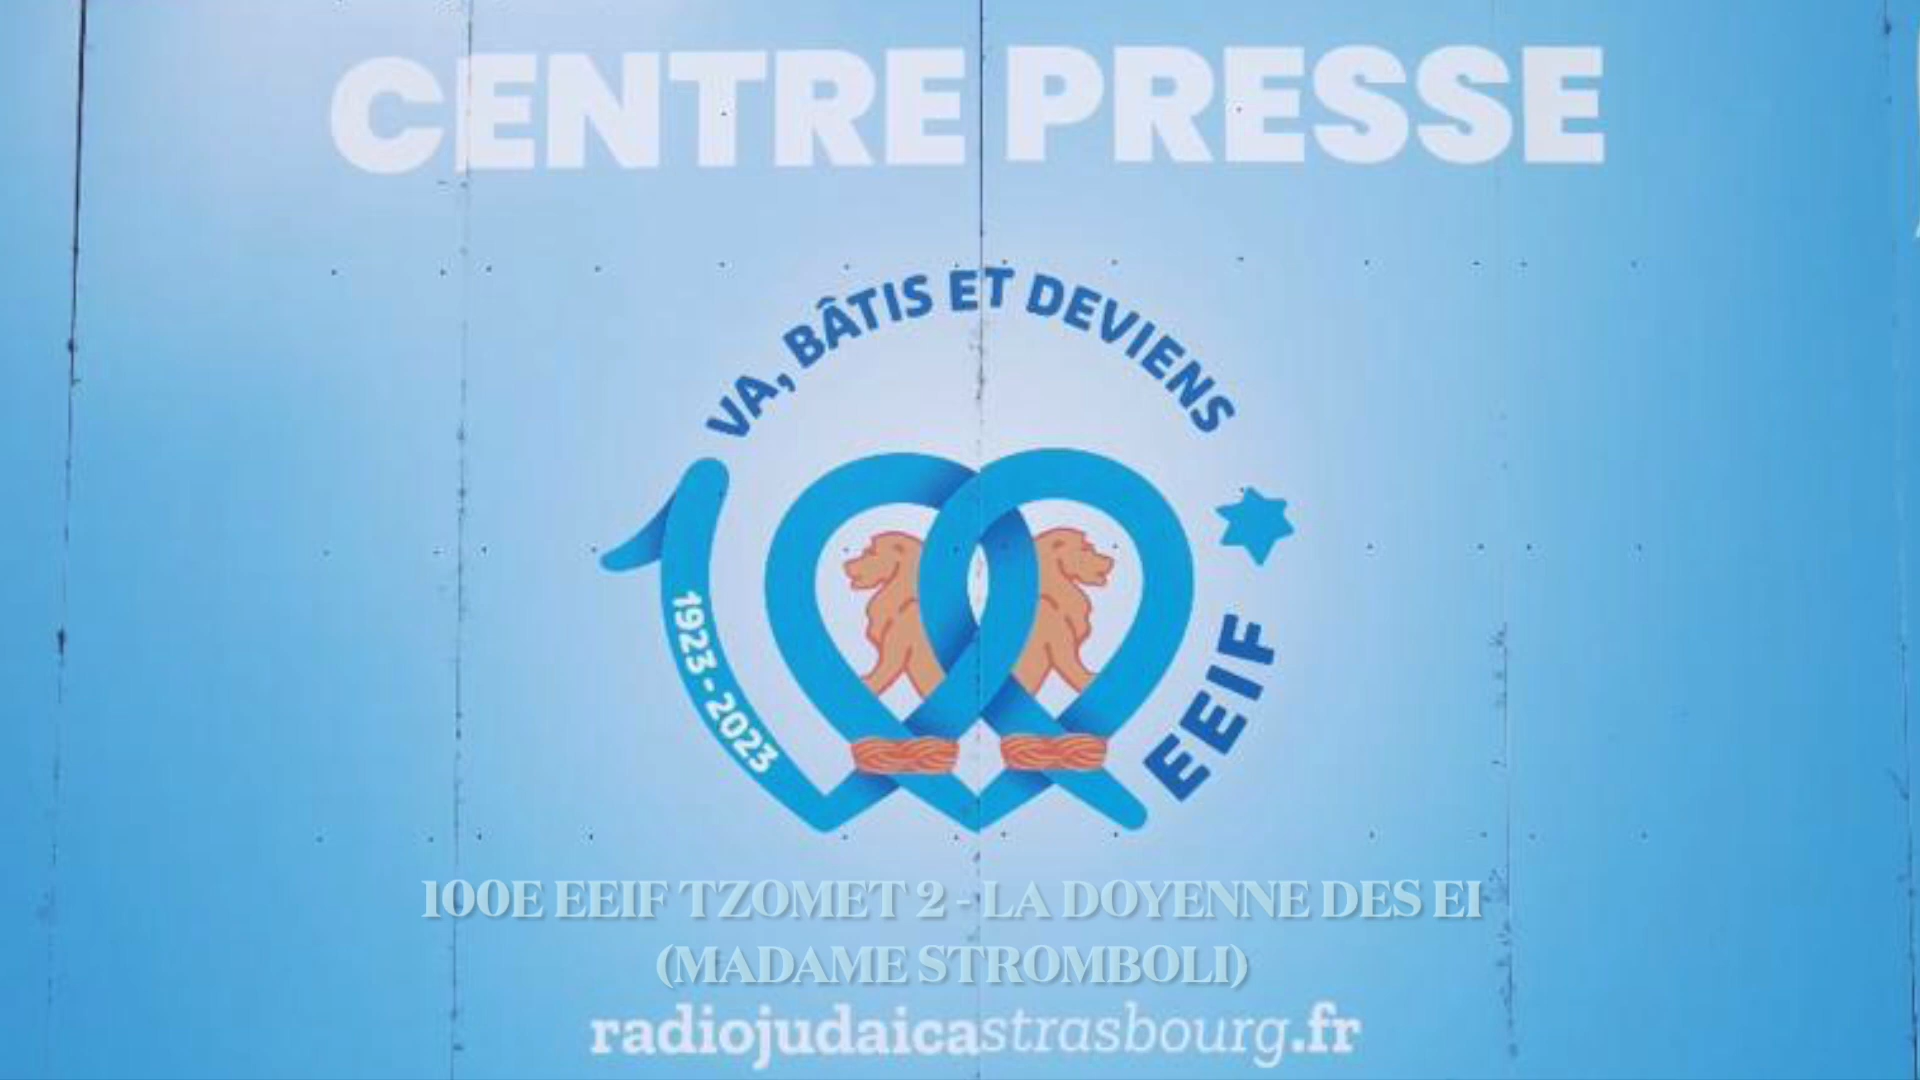 CENTRE PRESSE
VA, BÂTIS ET DEVIENS
1923 - 2023
EEIF
100E EEIF TZOMET 2 - LA DOYENNE DES EI
(MADAME STROMBOLI)
radiojudaicastrasbourg.fr